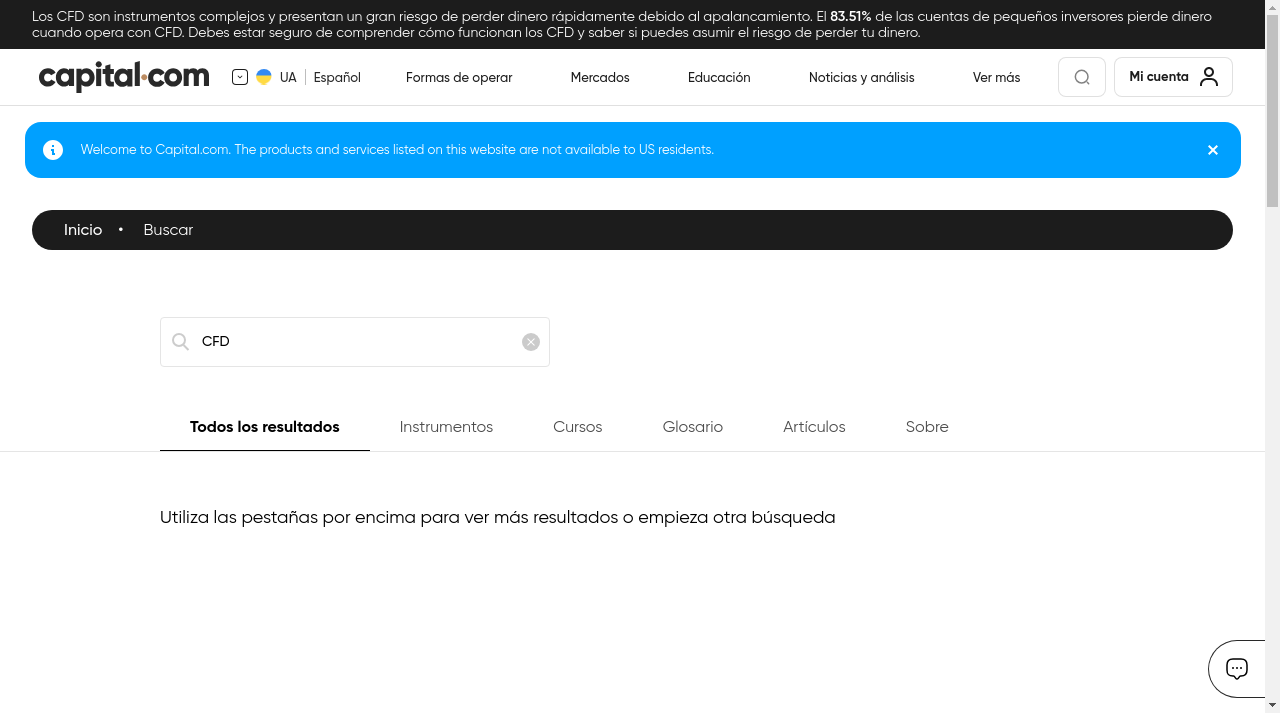 Los CFD son instrumentos complejos y presentan un gran riesgo de perder dinero rápidamente debido al apalancamiento. El 83.51% de las cuentas de pequeños inversores pierde dinero
cuando opera con CFD. Debes estar seguro de comprender cómo funcionan los CFD y saber si puedes asumir el riesgo de perder tu dinero.
capital.com
UA
Español
Formas de operar
Mercados
Educación
Noticias y análisis
Ver más
Mi cuenta
Welcome to Capital.com. The products and services listed on this website are not available to US residents.
Inicio • Buscar
CFD
Todos los resultados
Instrumentos
Cursos
Glosario
Artículos
Sobre
Utiliza las pestañas por encima para ver más resultados o empieza otra búsqueda